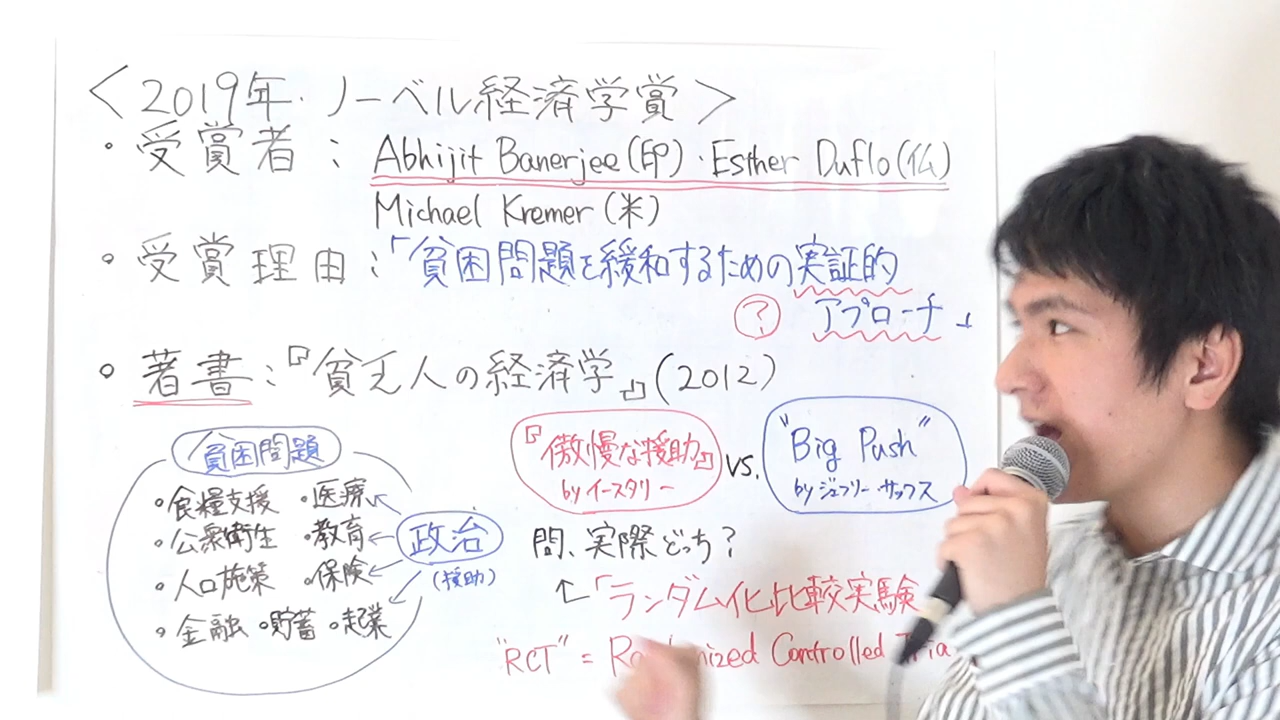 ＜2019年・ノーベル経済学賞＞
・受賞者：Abhijit Banerjee(印)・Esther Duflo(仏)
Michael Kremer(米)
・受賞理由：「貧困問題を緩和するための実証的
? アプローチ」
・著書：『貧乏人の経済学』(2012)
貧困問題
・食糧支援 ・医療
・公衆衛生 ・教育
・人口施策 ・保険
・金融 ・貯蓄 ・起業
政治
(援助)
『傲慢な援助』
by イースタリー
vs.
"Big Push"
by ジェフリー・サックス
問、実際どっち？
「ランダム化比較実験
"RCT" = Controlled